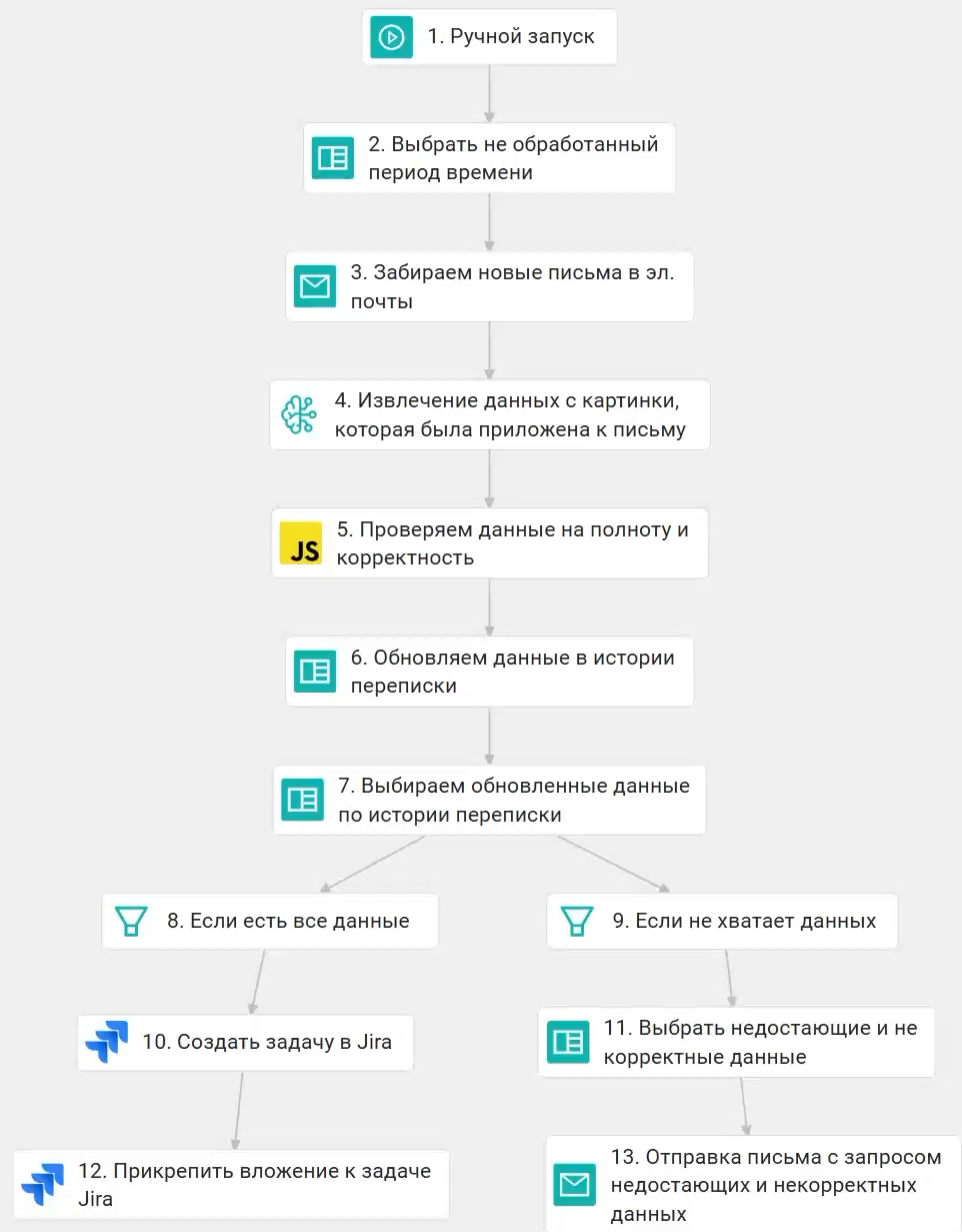 1. Ручной запуск
2. Выбрать не обработанный
период времени
3. Забираем новые письма в эл.
почты
4. Извлечение данных с картинки,
которая была приложена к письму
JS
5. Проверяем данные на полноту и
корректность
6. Обновляем данные в истории
переписки
7. Выбираем обновленные данные
по истории переписки
8. Если есть все данные
9. Если не хватает данных
10. Создать задачу в Jira
11. Выбрать недостающие и не
корректные данные
12. Прикрепить вложение к задаче
Jira
13. Отправка письма с запросом
недостающих и некорректных
данных